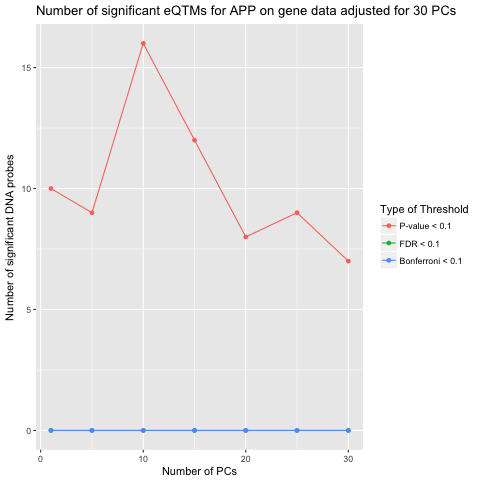 Number of significant eQTMs for APP on gene data adjusted for 30 PCs
Number of significant DNA probes
15
10
5
0
0
10
20
30
Number of PCs
Type of Threshold
P-value < 0.1
FDR < 0.1
Bonferroni < 0.1